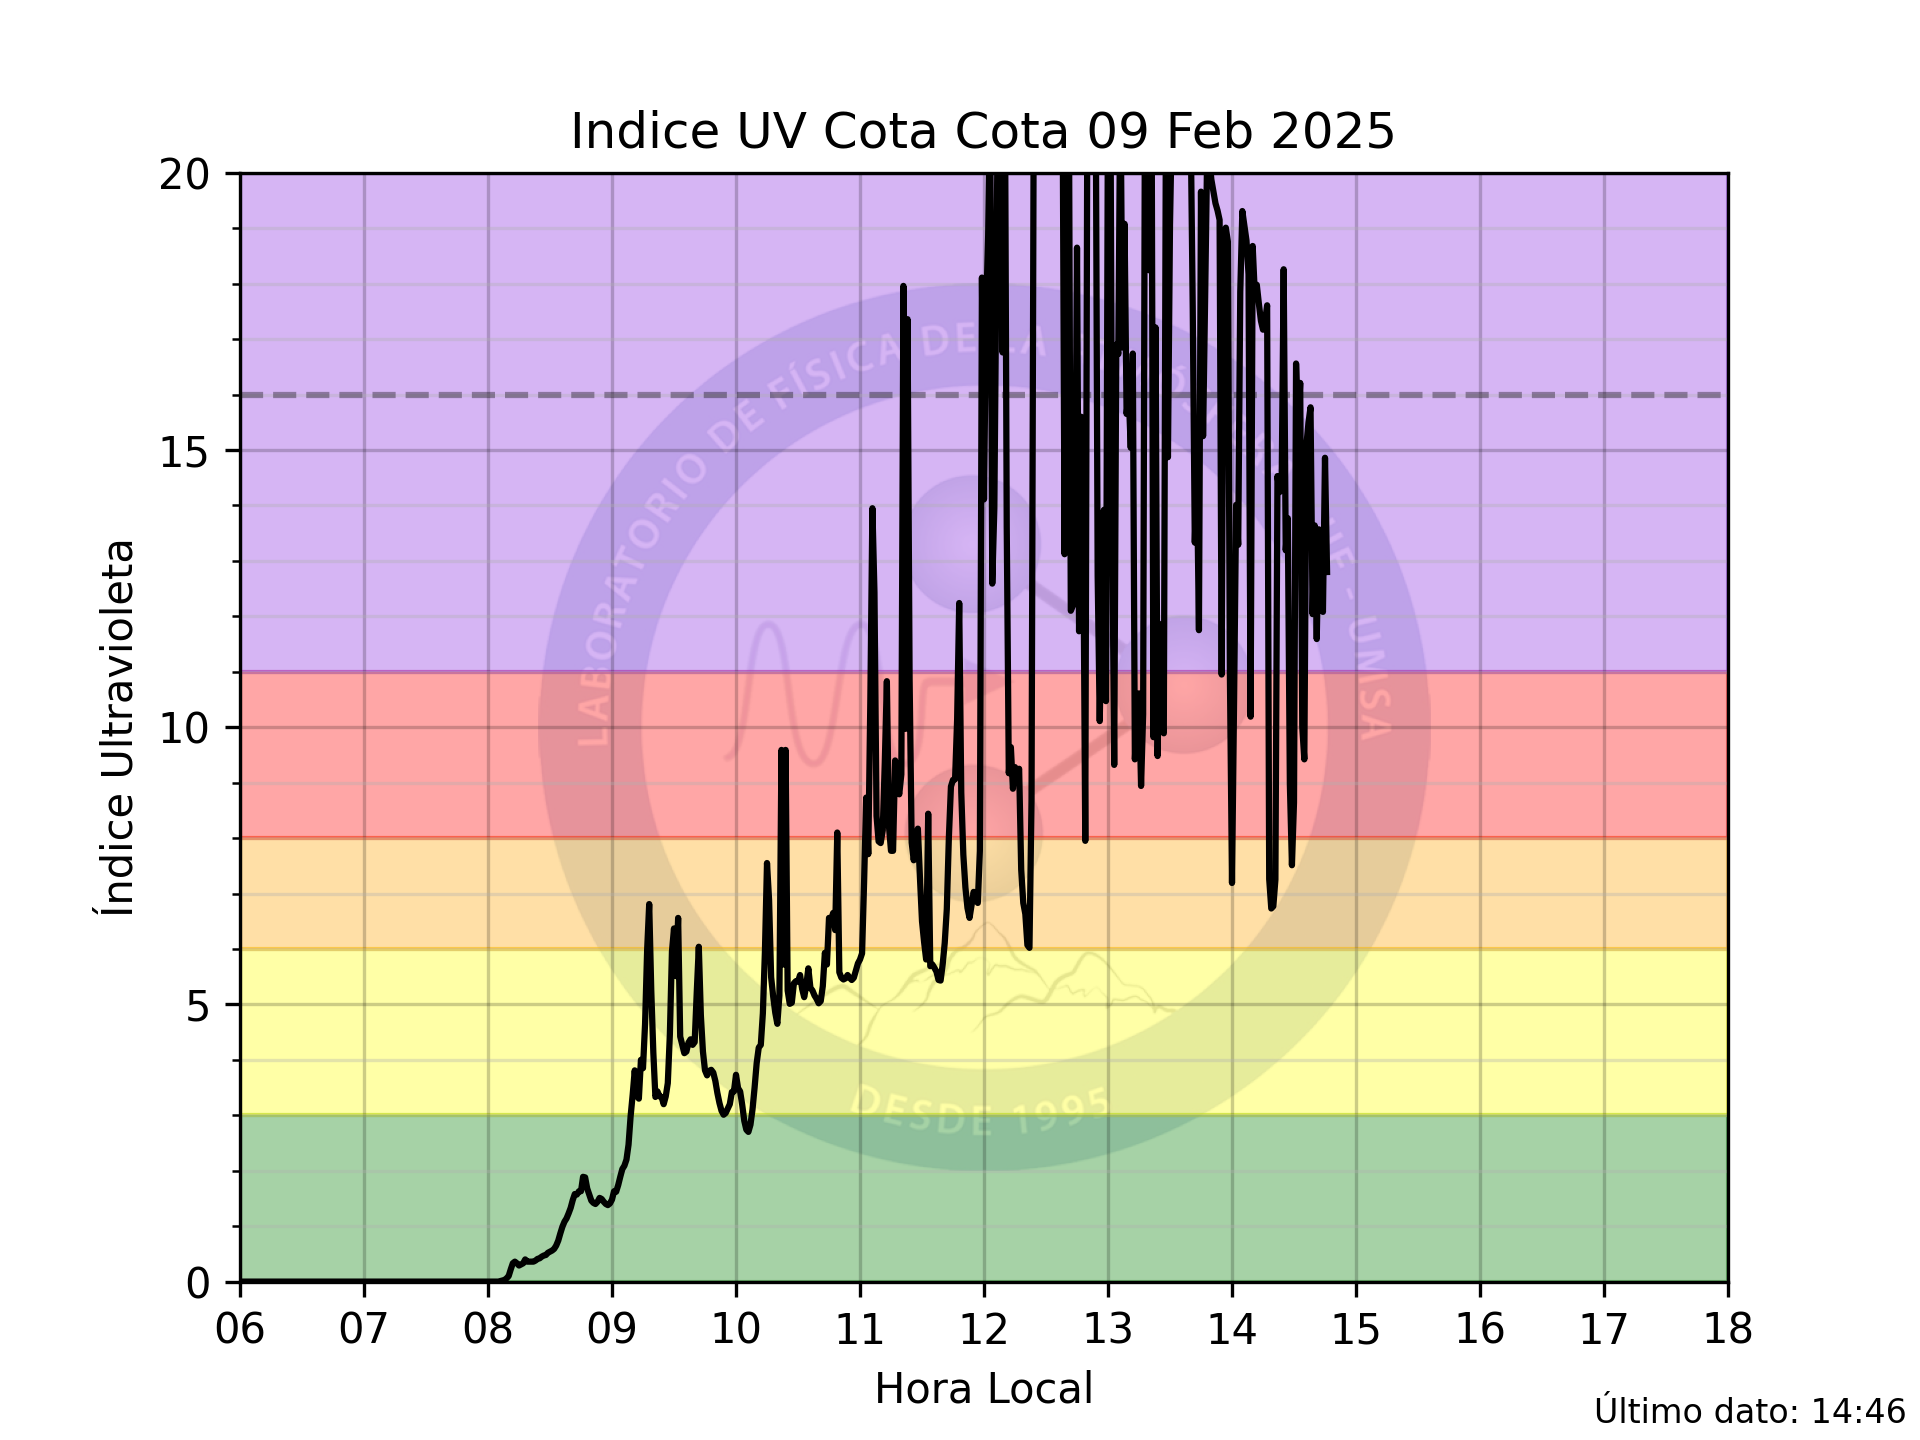 Indice UV Cota Cota 09 Feb 2025
20
15
10
5
0
Índice Ultravioleta
06 07 08 09 10 11 12 13 14 15 16 17 18
Hora Local
Último dato: 14:46
LABORATORIO DE FÍSICA DE LA - UMSA
DESDE 1995